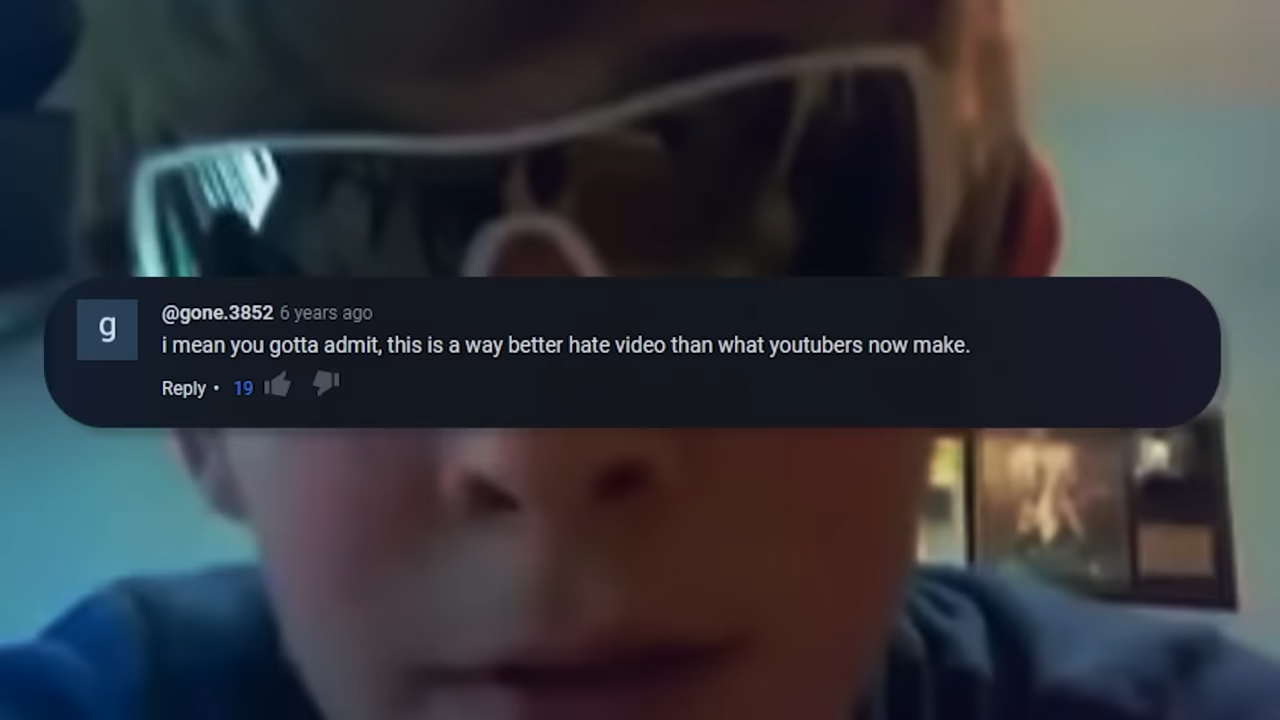 g
@gone.3852 6 years ago
i mean you gotta admit, this is a way better hate video than what youtubers now make.
Reply • 19